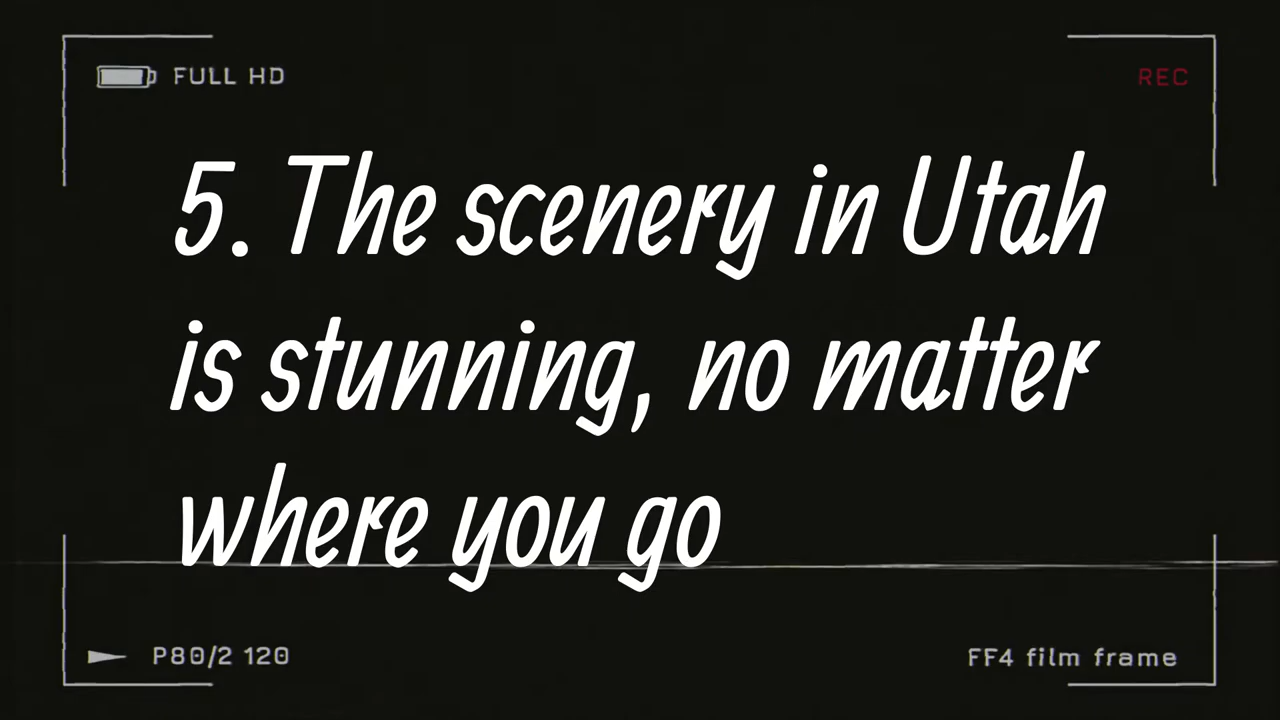 FULL HD
REC
5. The scenery in Utah
is stunning, no matter
where you go
P80/2 120
FF4 film frame